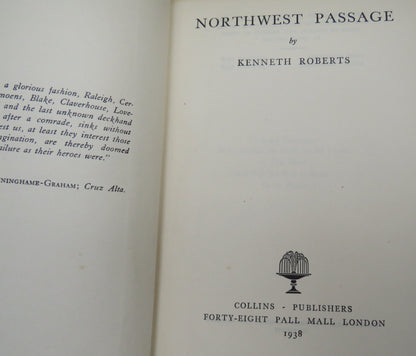 a glorious fashion, Raleigh, Cer-
moens, Blake, Claverhouse, Love-
and the last unknown deckhand
after a comrade, sinks without
est us, at least they interest those
agination, are thereby doomed
failure as their heroes were."
NINGHAME-GRAHAM; Cruz Alta.
NORTHWEST PASSAGE
by
KENNETH ROBERTS
COLLINS - PUBLISHERS
FORTY-EIGHT PALL MALL LONDON
1938